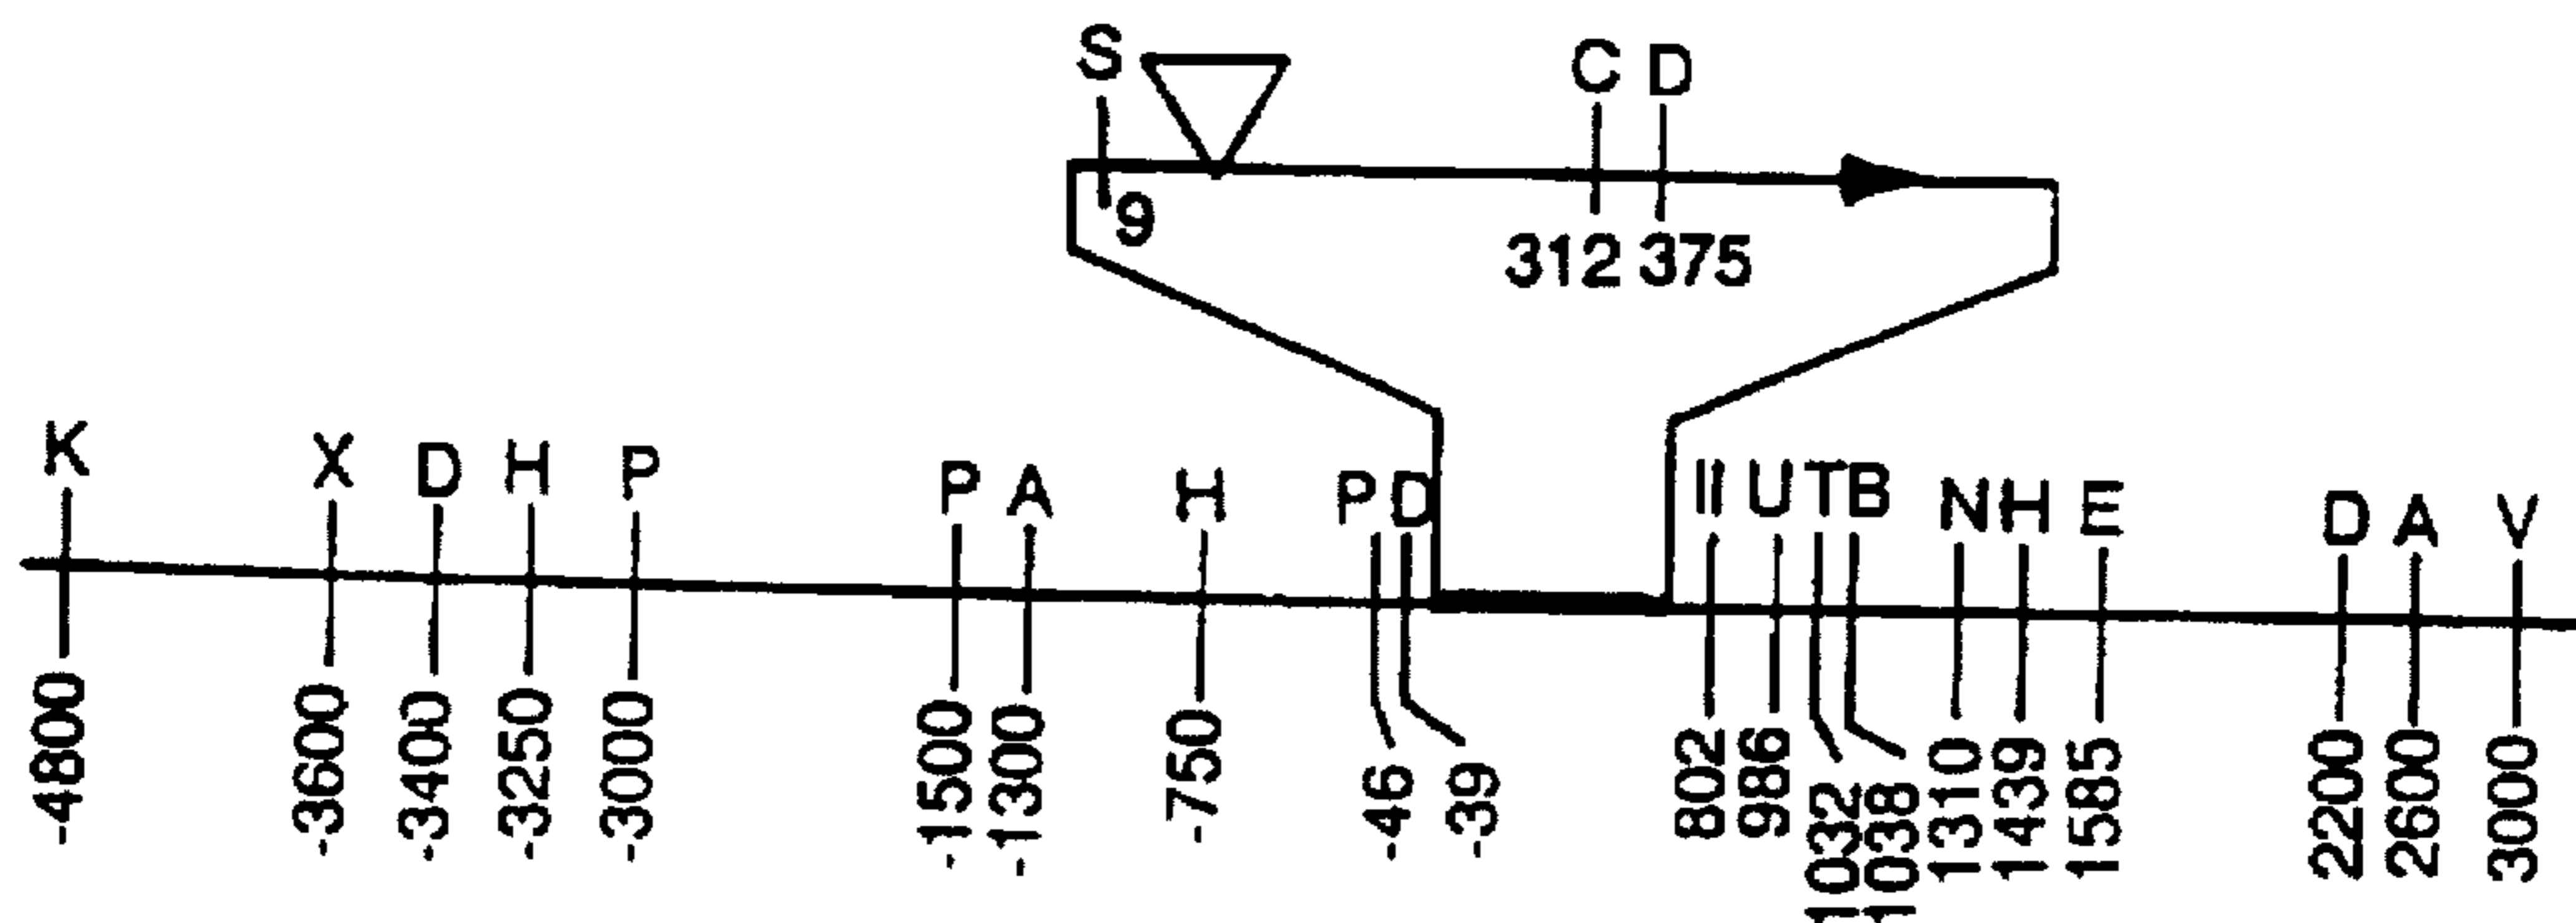 S C D
9 312 375
K X D H P P A H P D II U T B N H E D A V
-4800 -3600 -3400 -3250 -3000 -1500 -1300 -750 -46 -39 802 986 1032 1038 1310 1439 1585 2200 2600 3000